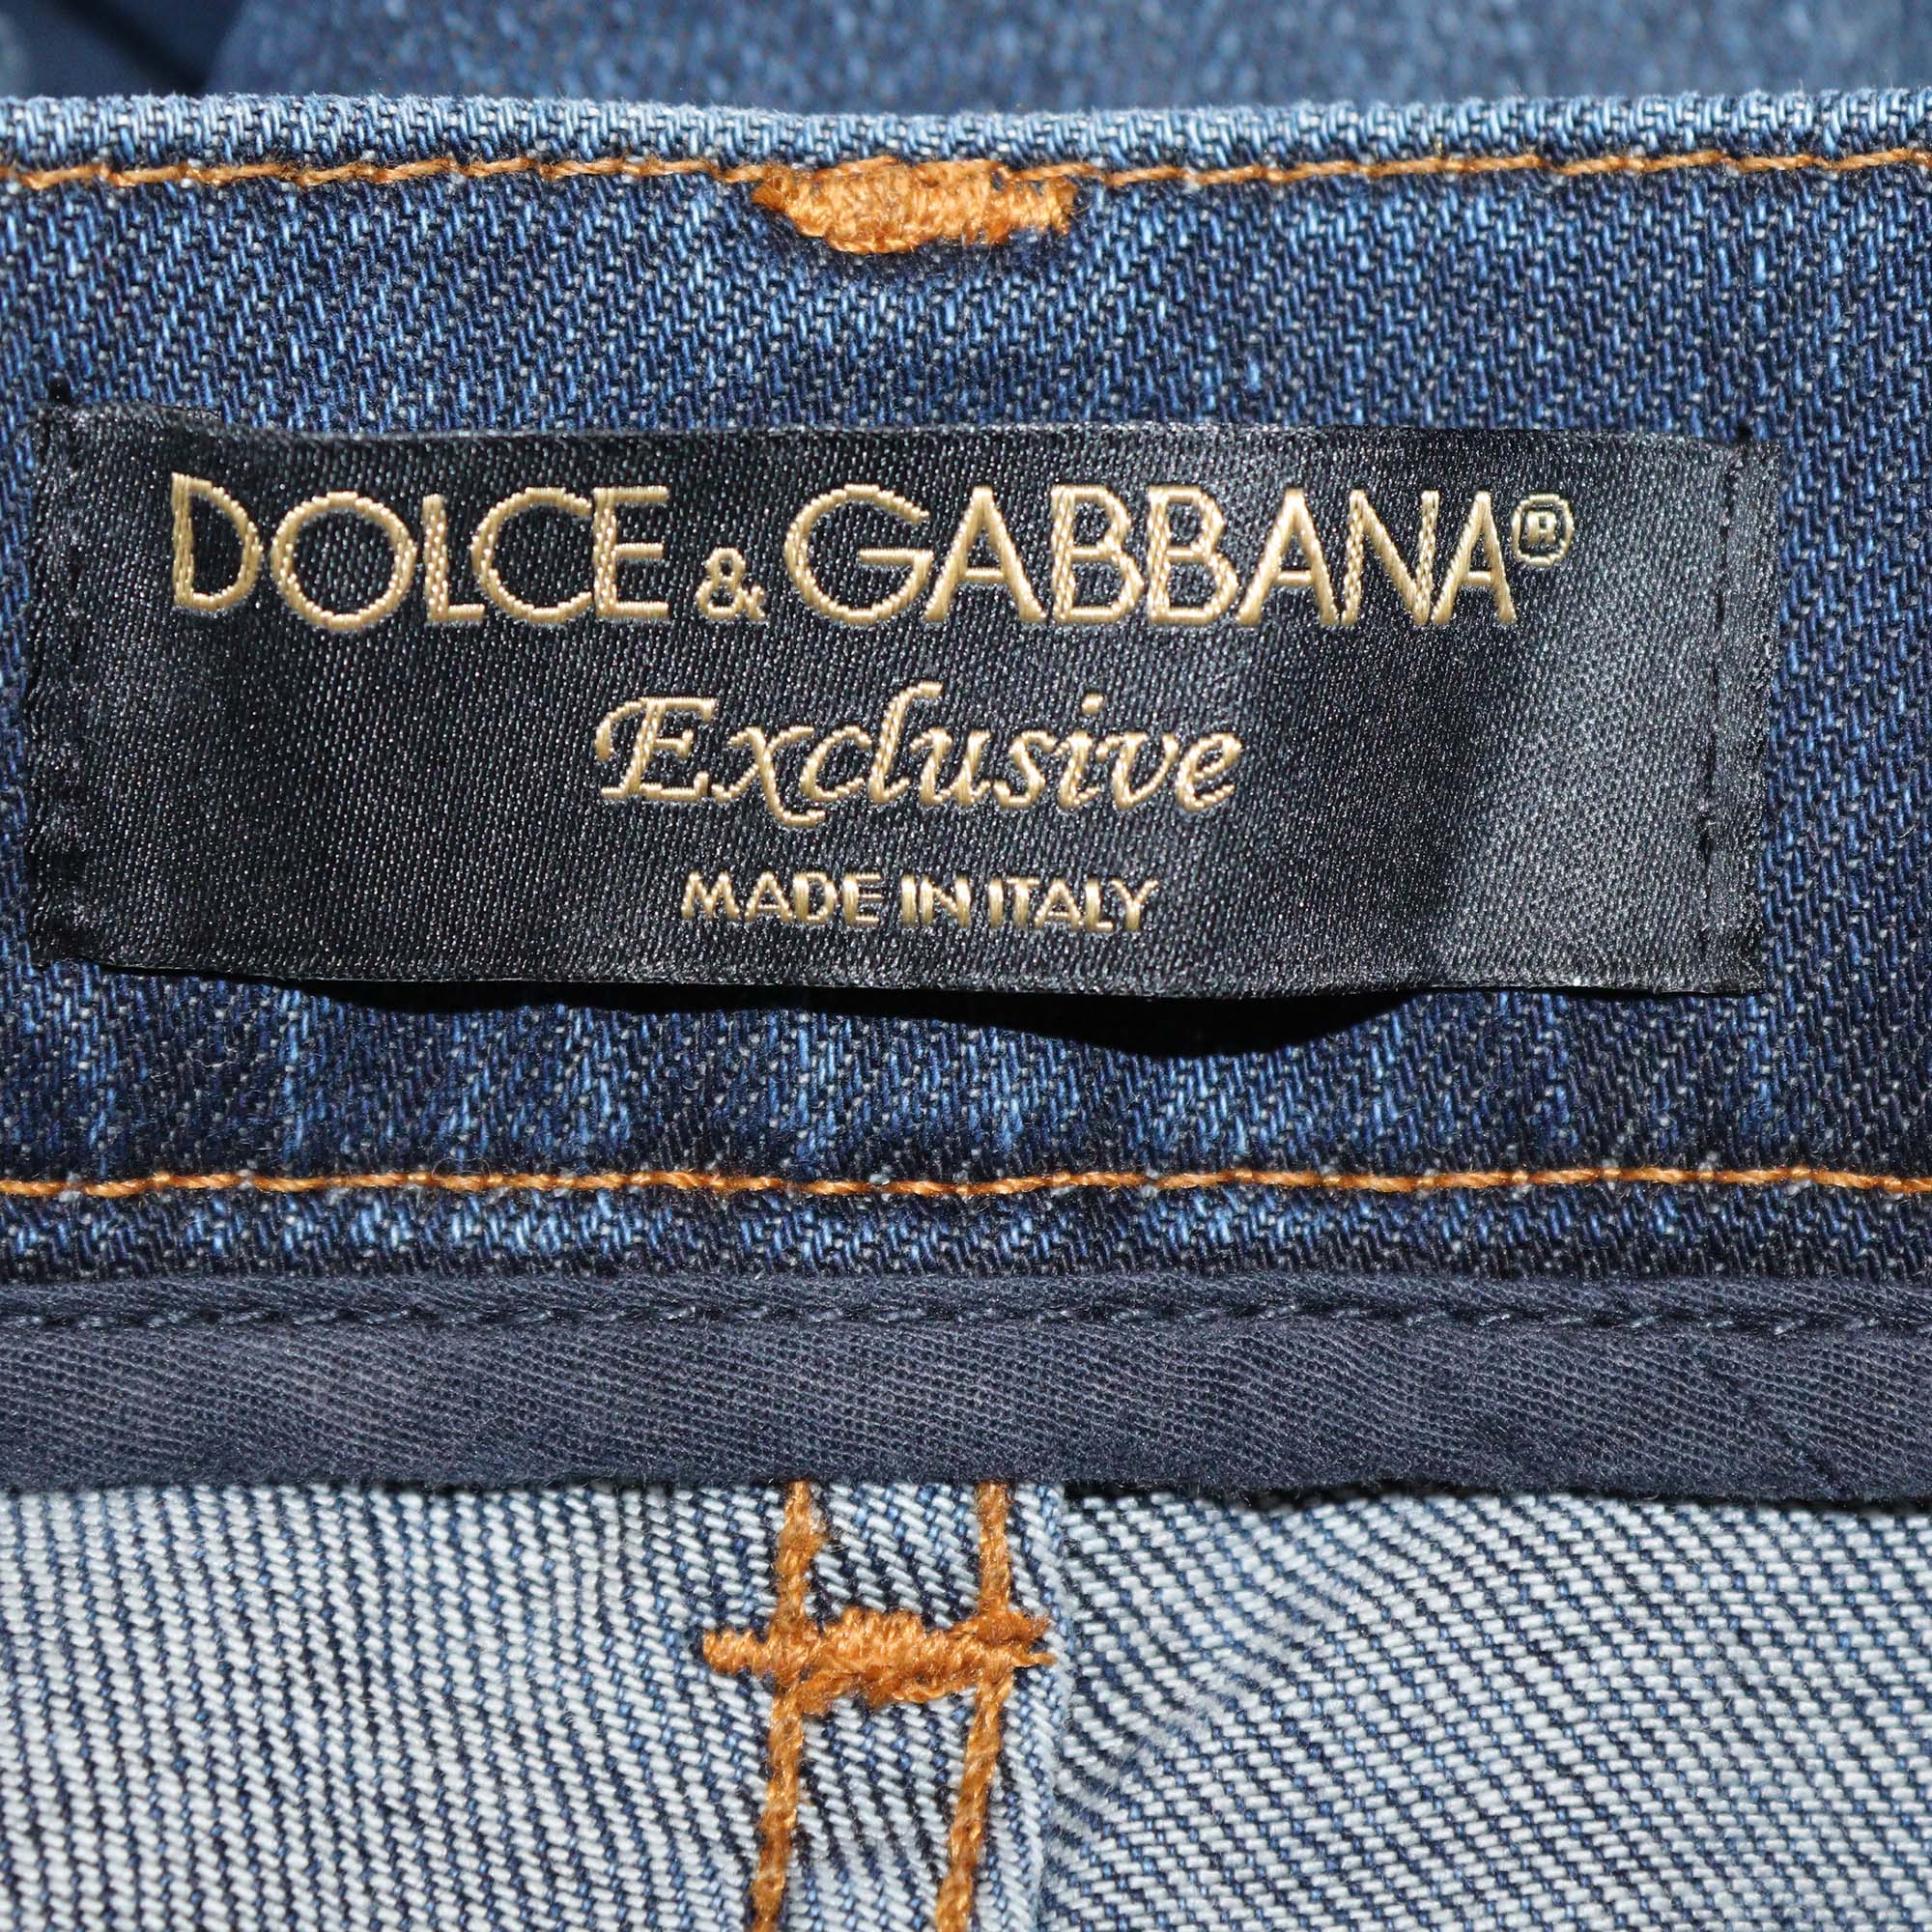 DOLCE & GABBANA®
Exclusive
MADE IN ITALY